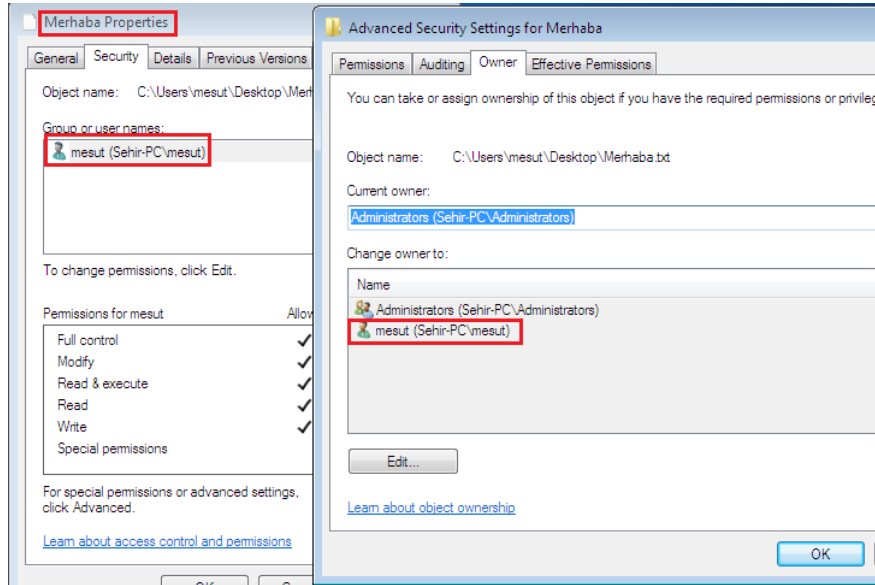 Merhaba Properties
General Security Details Previous Versions
Object name: C:\Users\mesut\Desktop\Merh
Group or user names:
mesut (Sehir-PC\mesut)
To change permissions, click Edit.
Permissions for mesut Allow
Full control
Modify
Read & execute
Read
Write
Special permissions
For special permissions or advanced settings,
click Advanced.
Learn about access control and permissions
OK
Advanced Security Settings for Merhaba
Permissions Auditing Owner Effective Permissions
You can take or assign ownership of this object if you have the required permissions or privileg
Object name: C:\Users\mesut\Desktop\Merhaba.txt
Current owner:
Administrators (Sehir-PC\Administrators)
Change owner to:
Name
Administrators (Sehir-PC\Administrators)
mesut (Sehir-PC\mesut)
Edit...
Learn about object ownership
OK